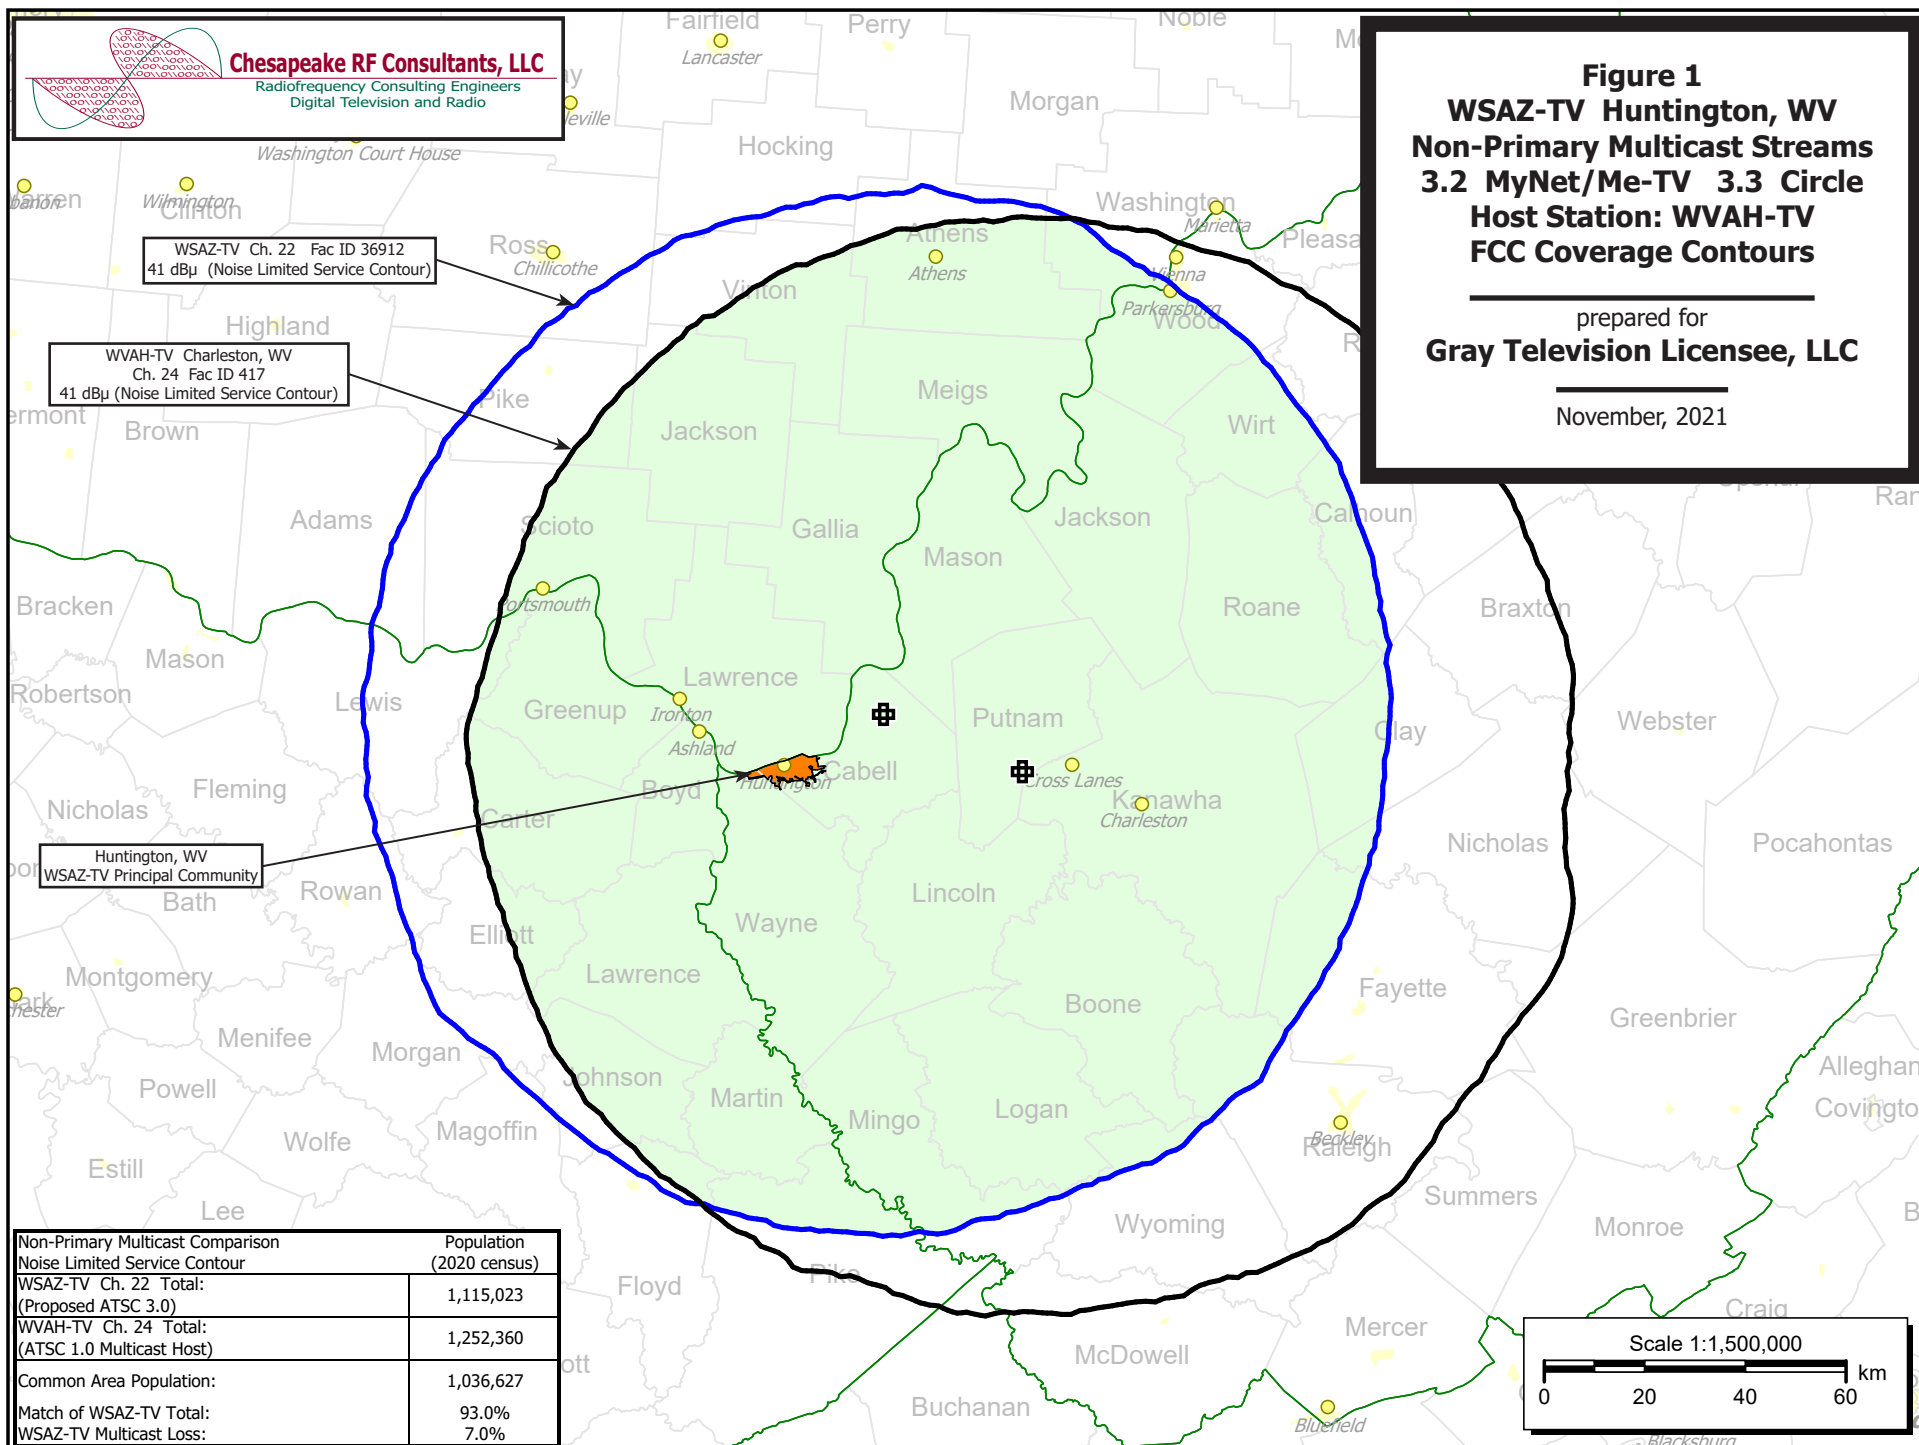 Chesapeake RF Consultants, LLC
Radiofrequency Consulting Engineers
Digital Television and Radio
Figure 1
WSAZ-TV Huntington, WV
Non-Primary Multicast Streams
3.2 MyNet/Me-TV 3.3 Circle
Host Station: WVAH-TV
FCC Coverage Contours
prepared for
Gray Television Licensee, LLC
November, 2021
WSAZ-TV Ch. 22 Fac ID 36912
41 dBµ (Noise Limited Service Contour)
WVAH-TV Charleston, WV
Ch. 24 Fac ID 417
41 dBµ (Noise Limited Service Contour)
Huntington, WV
WSAZ-TV Principal Community
Fairfield
Lancaster
Perry
Noble
Morgan
Hocking
Washington Court House
Wilmington
Clinton
Ross
Chillicothe
Athens
Athens
Washington
Marietta
Vienna
Parkersburg
Wood
Vinton
Highland
Pike
Meigs
Jackson
Wirt
Brown
Adams
Scioto
Gallia
Jackson
Mason
Calhoun
Bracken
Portsmouth
Roane
Braxton
Mason
Robertson
Lewis
Lawrence
Greenup
Ironton
Ashland
Putnam
Clay
Webster
Cabell
Huntington
Cross Lanes
Kanawha
Charleston
Boyd
Carter
Fleming
Nicholas
Nicholas
Pocahontas
Rowan
Bath
Lincoln
Wayne
Elliott
Lawrence
Montgomery
Boone
Fayette
Greenbrier
Menifee
Morgan
Johnson
Powell
Martin
Mingo
Logan
Beckley
Raleigh
Wolfe
Magoffin
Estill
Lee
Summers
Monroe
Wyoming
Floyd
Pike
Mercer
McDowell
Craig
Buchanan
Bluefield
Blacksburg
Non-Primary Multicast Comparison
Noise Limited Service Contour
Population
(2020 census)
WSAZ-TV Ch. 22 Total:
(Proposed ATSC 3.0)
1,115,023
WVAH-TV Ch. 24 Total:
(ATSC 1.0 Multicast Host)
1,252,360
Common Area Population:
1,036,627
Match of WSAZ-TV Total:
93.0%
WSAZ-TV Multicast Loss:
7.0%
Scale 1:1,500,000
km
0 20 40 60